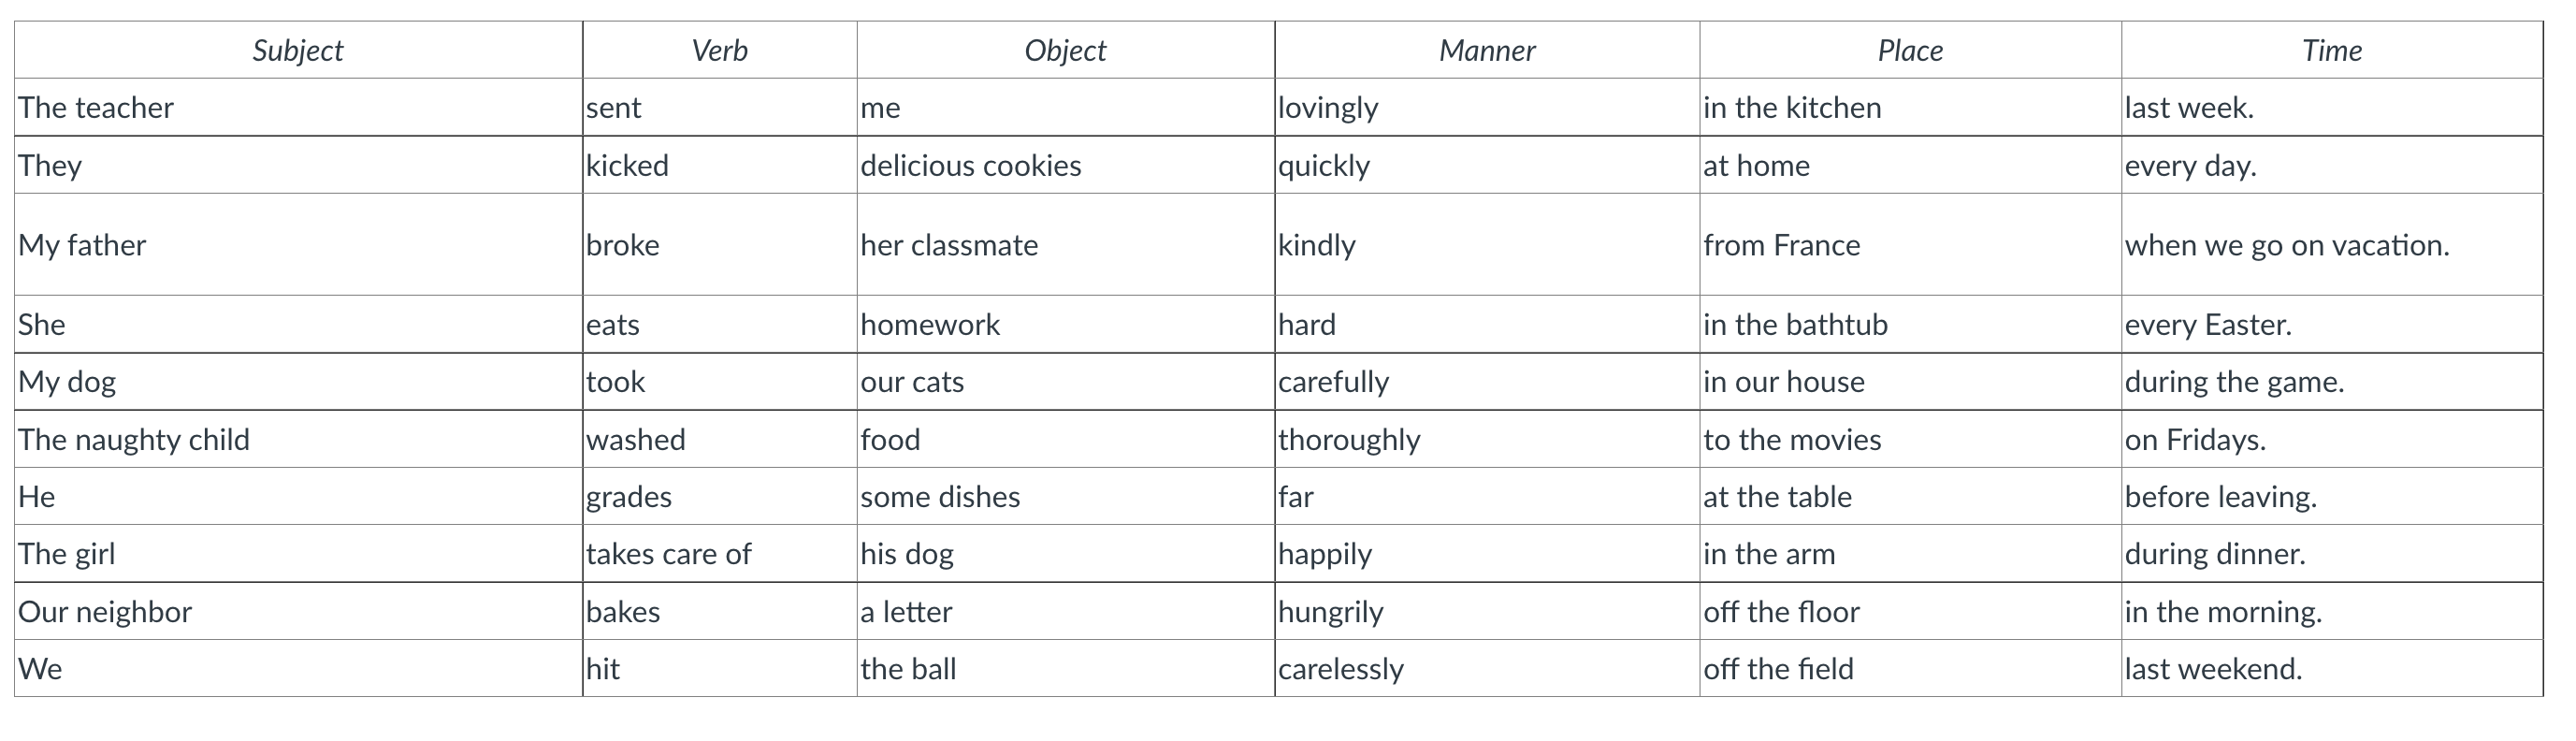 Subject Verb Object Manner Place Time
The teacher sent me lovingly in the kitchen last week.
They kicked delicious cookies quickly at home every day.
My father broke her classmate kindly from France when we go on vacation.
She eats homework hard in the bathtub every Easter.
My dog took our cats carefully in our house during the game.
The naughty child washed food thoroughly to the movies on Fridays.
He grades some dishes far at the table before leaving.
The girl takes care of his dog happily in the arm during dinner.
Our neighbor bakes a letter hungrily off the floor in the morning.
We hit the ball carelessly off the field last weekend.